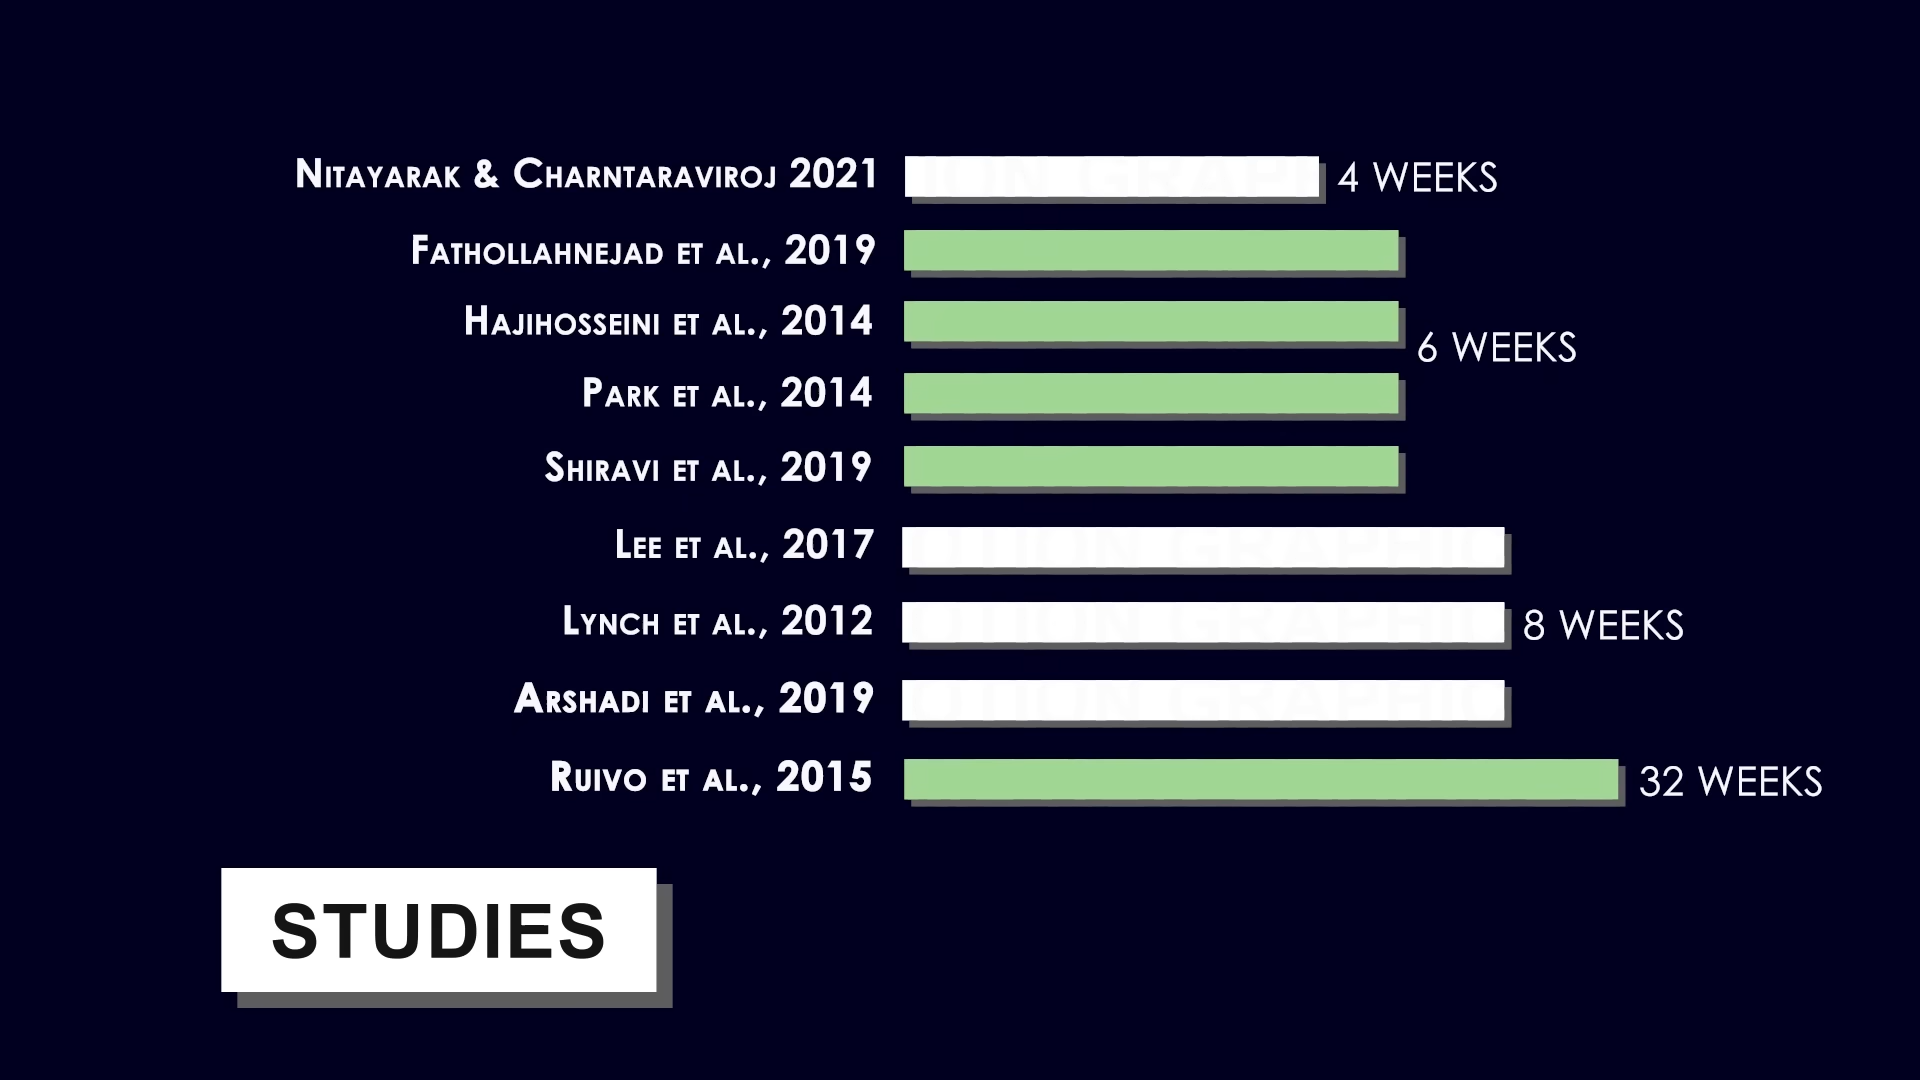 Nitayarak & Charntaraviroj 2021 4 WEEKS
Fathollahnejad et al., 2019
Hajihosseini et al., 2014
6 WEEKS
Park et al., 2014
Shiravi et al., 2019
Lee et al., 2017
Lynch et al., 2012 8 WEEKS
Arshadi et al., 2019
Ruivo et al., 2015 32 WEEKS
STUDIES